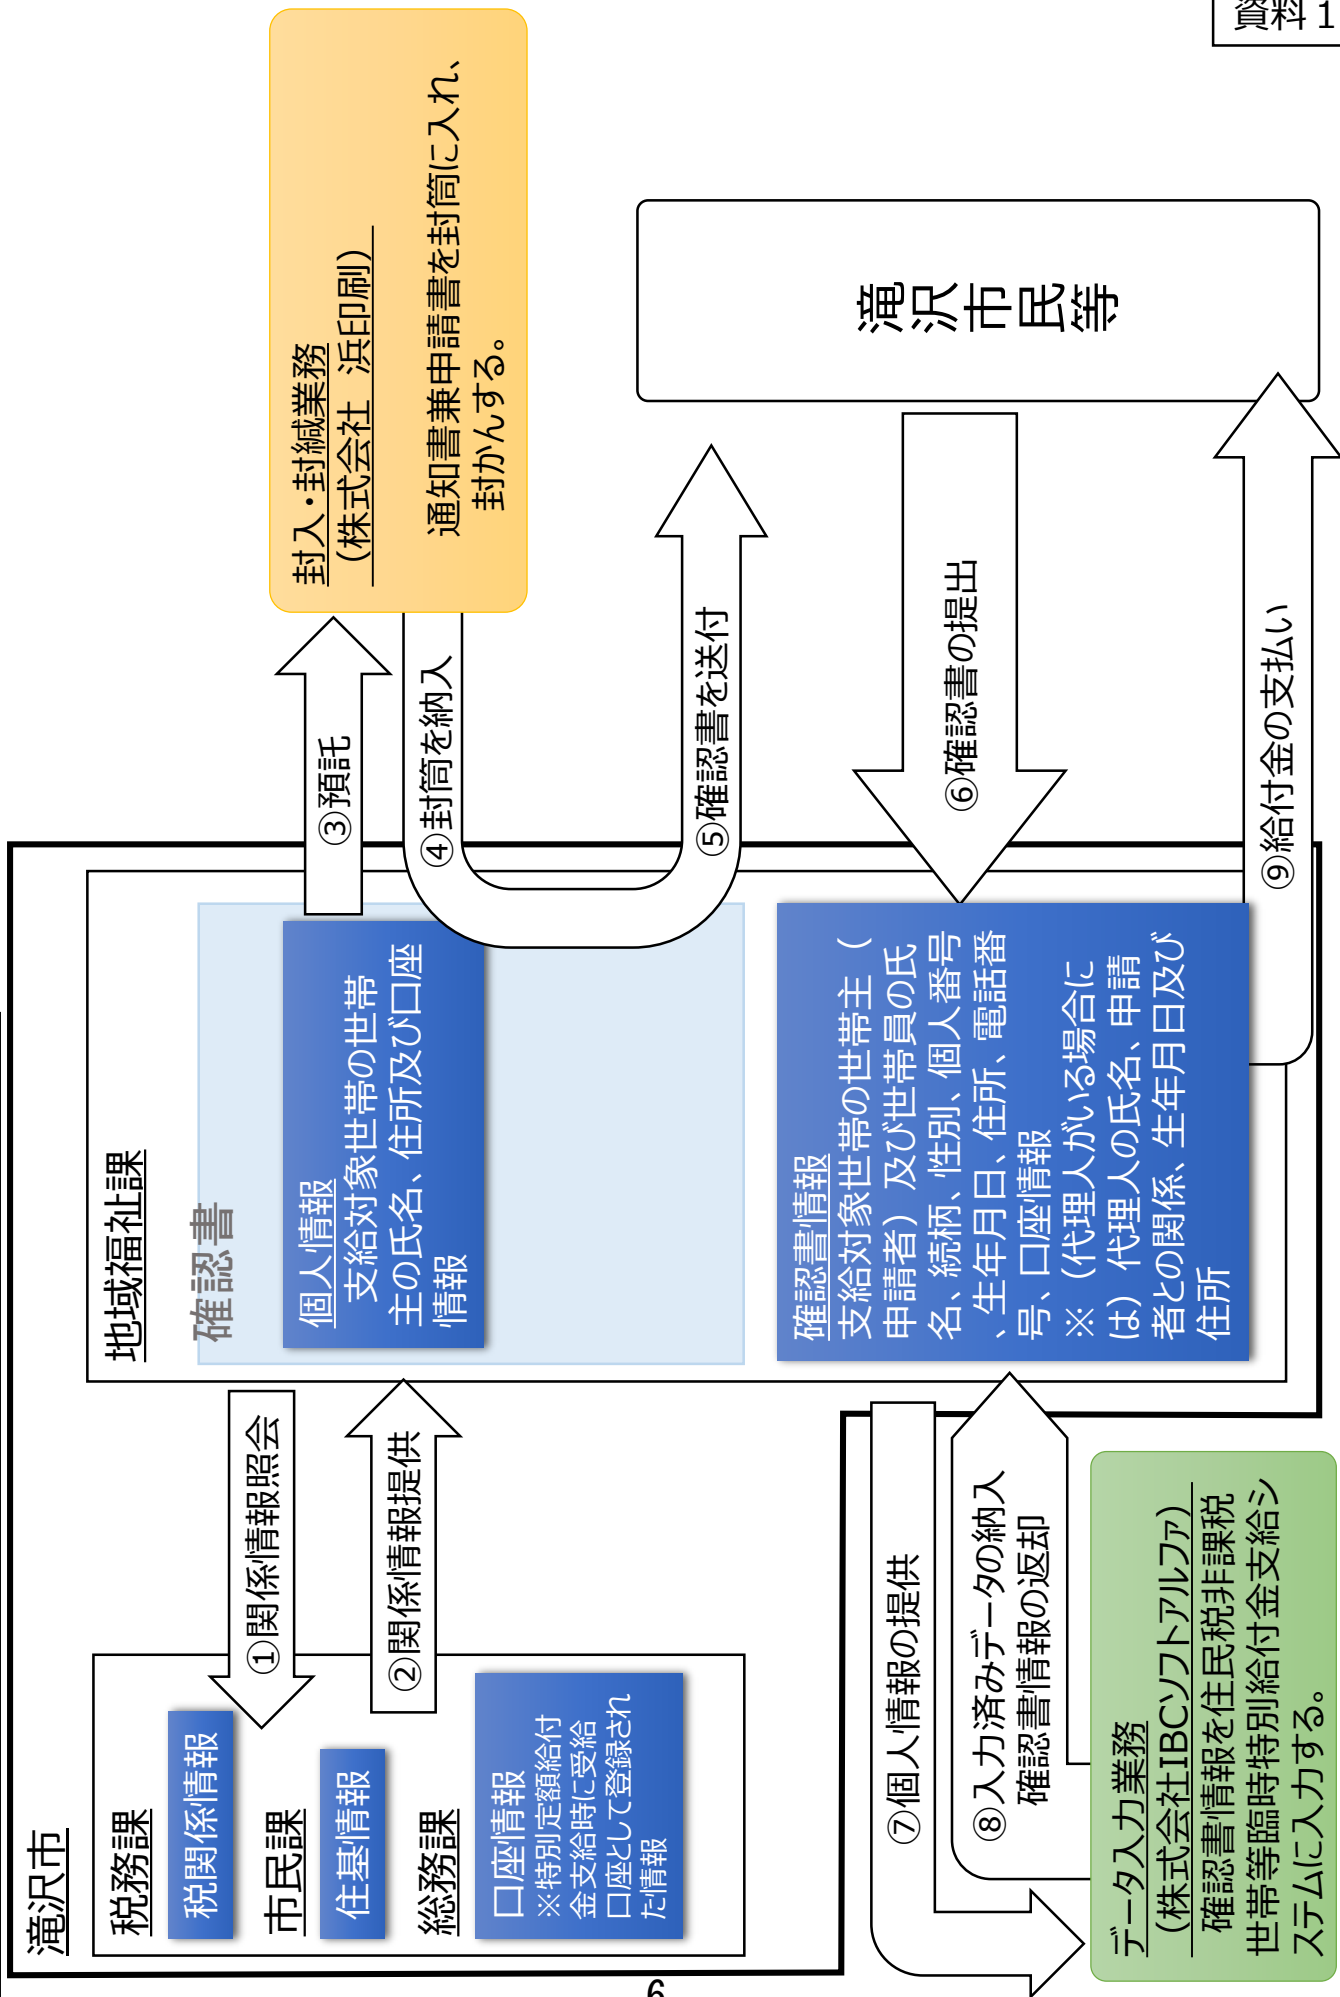 資料１
滝沢市
税務課
税関係情報
市民課
住基情報
総務課
口座情報
※特別定額給付
金支給時に受給
口座として登録され
た情報
①関係情報照会
②関係情報提供
地域福祉課
確認書
個人情報
支給対象世帯の世帯
主の氏名、住所及び口座
情報
③預託
封入・封緘業務
（株式会社　浜印刷）
通知書兼申請書を封筒に入れ、
封かんする。
④封筒を納入
⑤確認書を送付
滝沢市民等
⑥確認書の提出
確認書情報
支給対象世帯の世帯主（
申請者）及び世帯員の氏
名、続柄、性別、個人番号
、生年月日、住所、電話番
号、口座情報
※（代理人がいる場合に
は）代理人の氏名、申請
者との関係、生年月日及び
住所
⑦個人情報の提供
⑧入力済みデータの納入
確認書情報の返却
データ入力業務
（株式会社IBCソフトアルファ）
確認書情報を住民税非課税
世帯等臨時特別給付金支給シ
ステムに入力する。
⑨給付金の支払い
6